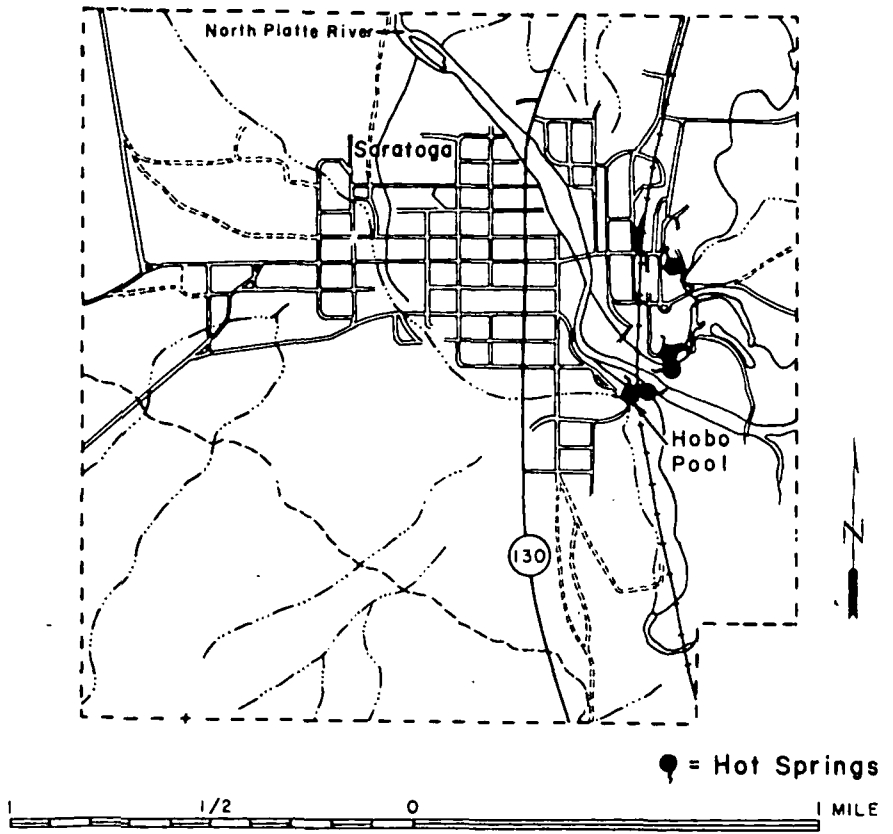 North Platte River
Saratoga
Hobo
Pool
130
N
= Hot Springs
1 1/2 0 1 MILE